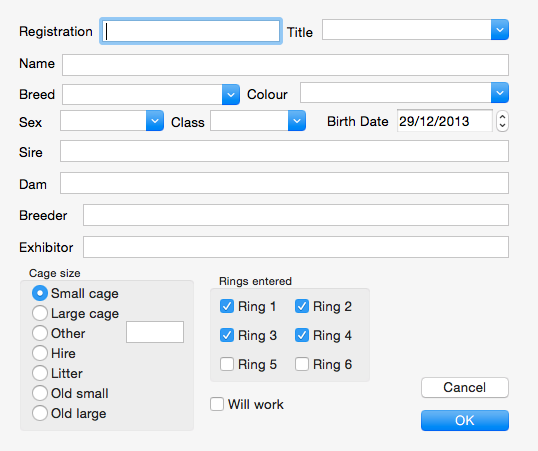 Registration Title
Name
Breed Colour
Sex Class Birth Date 29/12/2013
Sire
Dam
Breeder
Exhibitor
Cage size
Small cage
Large cage
Other
Hire
Litter
Old small
Old large
Rings entered
Ring 1 Ring 2
Ring 3 Ring 4
Ring 5 Ring 6
Will work
Cancel
OK